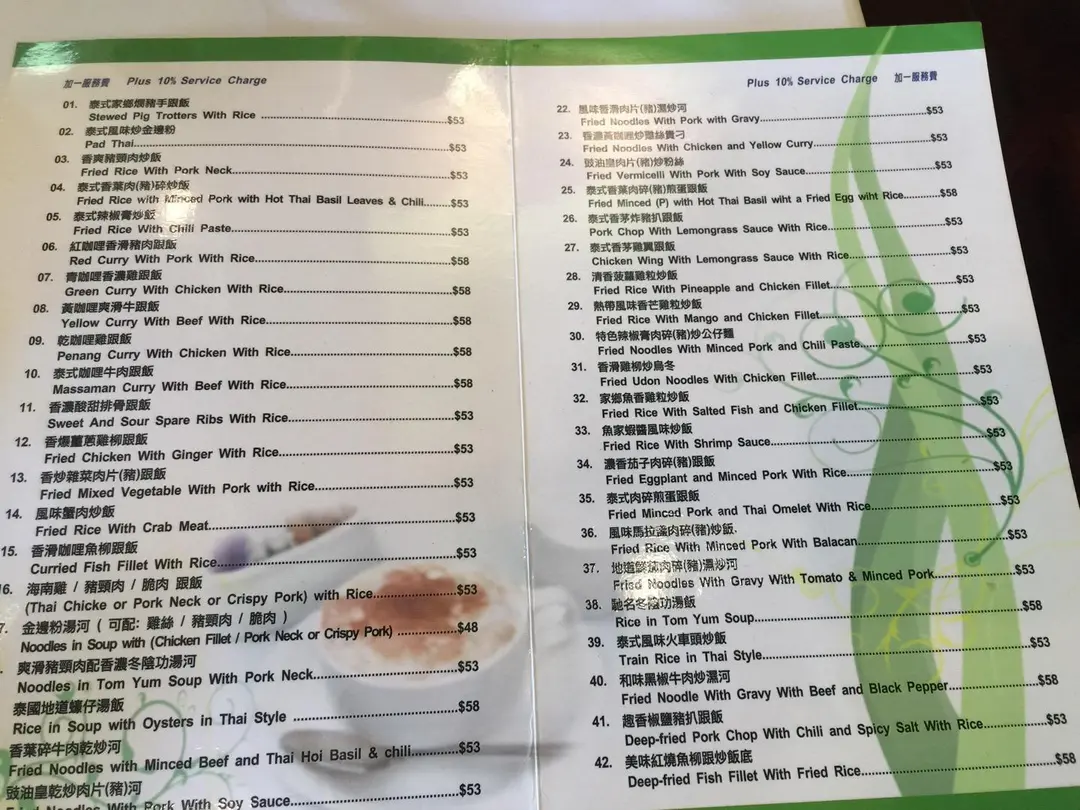 加一服務費 Plus 10% Service Charge
01. 泰式家鄉燜豬手跟飯
Stewed Pig Trotters With Rice ........$53
02. 泰式風味炒金邊粉
Pad Thai........$53
03. 香爽豬頸肉炒飯
Fried Rice With Pork Neck........$53
04. 泰式香葉肉(豬)碎炒飯
Fried Rice with Minced Pork with Hot Thai Basil Leaves & Chili........$53
05. 泰式辣椒膏炒飯
Fried Rice With Chili Paste........$53
06. 紅咖哩香滑豬肉跟飯
Red Curry With Pork With Rice........$58
07. 青咖哩香濃雞跟飯
Green Curry With Chicken With Rice........$58
08. 黃咖哩爽滑牛跟飯
Yellow Curry With Beef With Rice........$58
09. 乾咖哩雞跟飯
Penang Curry With Chicken With Rice........$58
10. 泰式咖哩牛肉跟飯
Massaman Curry With Beef With Rice........$58
11. 香濃酸甜排骨跟飯
Sweet And Sour Spare Ribs With Rice........$53
12. 香爆薑蔥雞柳跟飯
Fried Chicken With Ginger With Rice........$53
13. 香炒雜菜肉片(豬)跟飯
Fried Mixed Vegetable With Pork with Rice........$53
14. 風味蟹肉炒飯
Fried Rice With Crab Meat........$53
15. 香滑咖哩魚柳跟飯
Curried Fish Fillet With Rice........$53
16. 海南雞 / 豬頸肉 / 脆肉 跟飯
(Thai Chicke or Pork Neck or Crispy Pork) with Rice........$53
7. 金邊粉湯河 ( 可配: 雞絲 / 豬頸肉 / 脆肉 )
Noodles in Soup with (Chicken Fillet / Pork Neck or Crispy Pork) ........$48
爽滑豬頸肉配香濃冬陰功湯河
Noodles in Tom Yum Soup With Pork Neck........$53
泰國地道蠔仔湯飯
Rice in Soup with Oysters in Thai Style ........$58
香葉碎牛肉乾炒河
Fried Noodles with Minced Beef and Thai Hoi Basil & chili........$53
豉油皇乾炒肉片(豬)河
Fried Noodles With Pork With Soy Sauce........$53
Plus 10% Service Charge 加一服務費
22. 風味香滑肉片(豬)濕炒河
Fried Noodles With Pork with Gravy........$53
23. 香濃黃咖哩炒雞絲貴刁
Fried Noodles With Chicken and Yellow Curry........$53
24. 豉油皇肉片(豬)炒粉絲
Fried Vermicelli With Pork With Soy Sauce........$53
25. 泰式香葉肉碎(豬)煎蛋跟飯
Fried Minced (P) with Hot Thai Basil wiht a Fried Egg wiht Rice........$58
26. 泰式香茅炸豬扒跟飯
Pork Chop With Lemongrass Sauce With Rice........$53
27. 泰式香茅雞翼跟飯
Chicken Wing With Lemongrass Sauce With Rice........$53
28. 清香菠蘿雞粒炒飯
Fried Rice With Pineapple and Chicken Fillet........$53
29. 熱帶風味香芒雞粒炒飯
Fried Rice With Mango and Chicken Fillet........$53
30. 特色辣椒膏肉碎(豬)炒公仔麵
Fried Noodles With Minced Pork and Chili Paste........$53
31. 香滑雞柳炒烏冬
Fried Udon Noodles With Chicken Fillet........$53
32. 家鄉魚香雞粒炒飯
Fried Rice With Salted Fish and Chicken Fillet........$53
33. 魚家蝦醬風味炒飯
Fried Rice With Shrimp Sauce........$53
34. 濃香茄子肉碎(豬)跟飯
Fried Eggplant and Minced Pork With Rice........$53
35. 泰式肉碎煎蛋跟飯
Fried Minced Pork and Thai Omelet With Rice........$53
36. 風味馬拉盞肉碎(豬)炒飯.
Fried Rice With Minced Pork With Balacan........$53
37. 地道鮮茄肉碎(豬)濕炒河
Fried Noodles With Gravy With Tomato & Minced Pork........$53
38. 馳名冬陰功湯飯
Rice in Tom Yum Soup........$58
39. 泰式風味火車頭炒飯
Train Rice in Thai Style........$53
40. 和味黑椒牛肉炒濕河
Fried Noodle With Gravy With Beef and Black Pepper........$58
41. 趣香椒鹽豬扒跟飯
Deep-fried Pork Chop With Chili and Spicy Salt With Rice........$53
42. 美味紅燒魚柳跟炒飯底
Deep-fried Fish Fillet With Fried Rice........$58